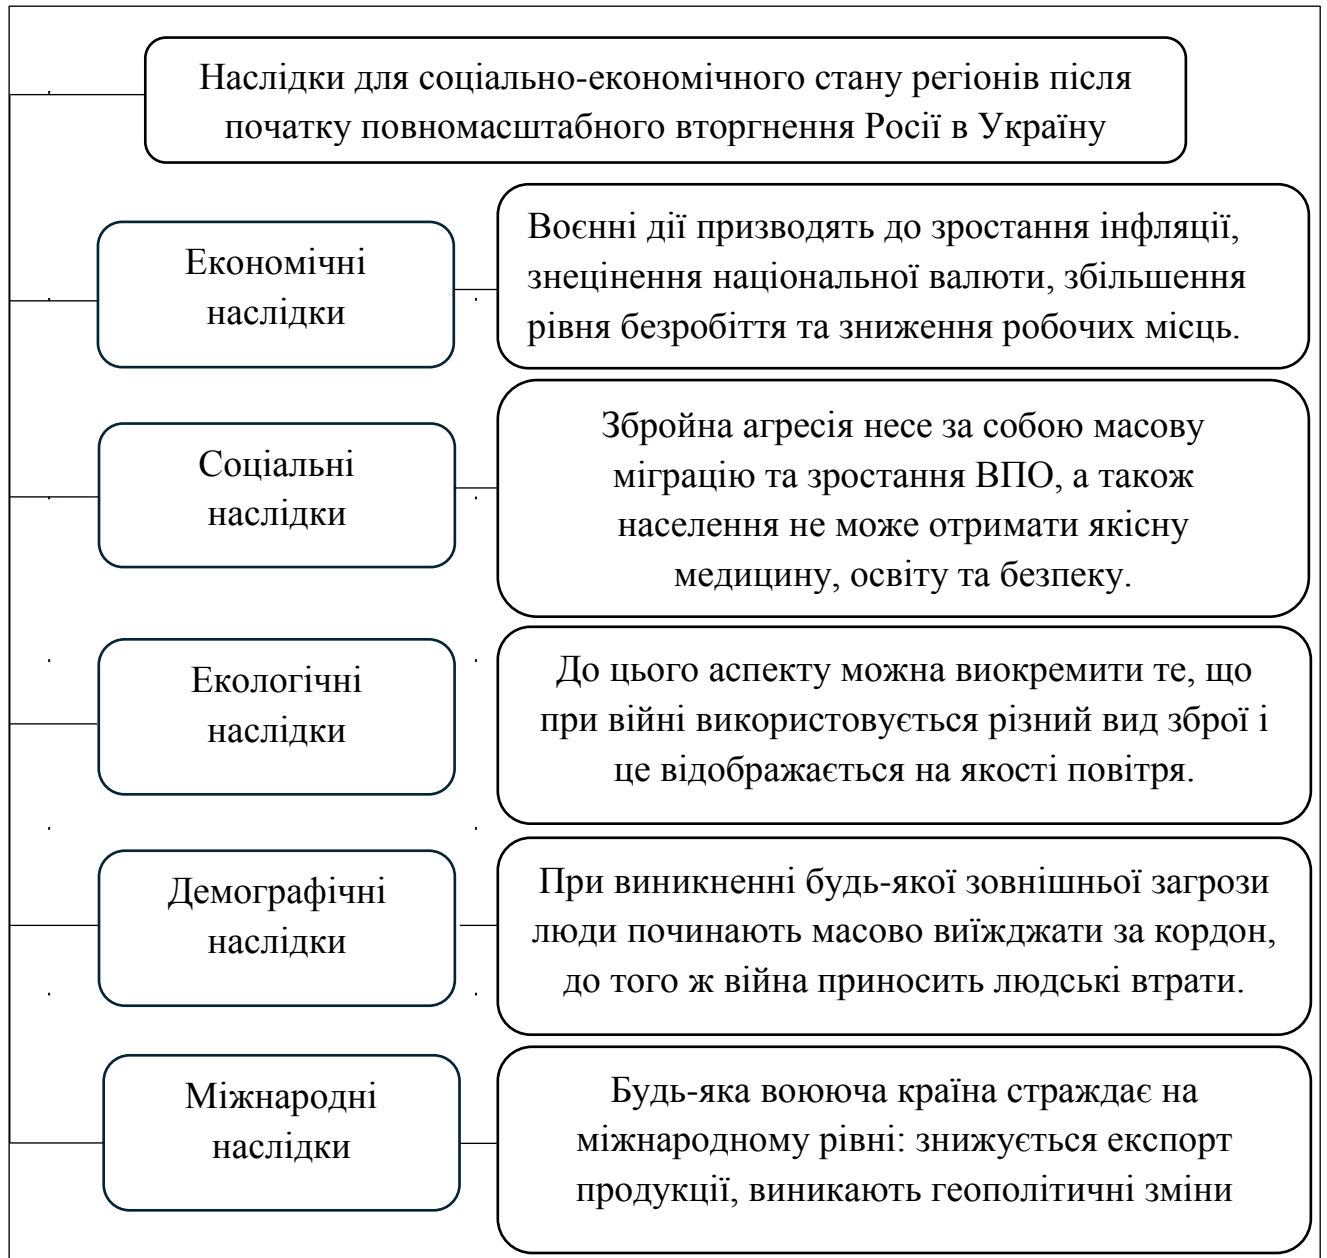 Наслідки для соціально-економічного стану регіонів після
початку повномасштабного вторгнення Росії в Україну
Економічні
наслідки
Воєнні дії призводять до зростання інфляції,
знецінення національної валюти, збільшення
рівня безробіття та зниження робочих місць.
Соціальні
наслідки
Збройна агресія несе за собою масову
міграцію та зростання ВПО, а також
населення не може отримати якісну
медицину, освіту та безпеку.
Екологічні
наслідки
До цього аспекту можна виокремити те, що
при війні використовується різний вид зброї і
це відображається на якості повітря.
Демографічні
наслідки
При виникненні будь-якої зовнішньої загрози
люди починають масово виїжджати за кордон,
до того ж війна приносить людські втрати.
Міжнародні
наслідки
Будь-яка воююча країна страждає на
міжнародному рівні: знижується експорт
продукції, виникають геополітичні зміни